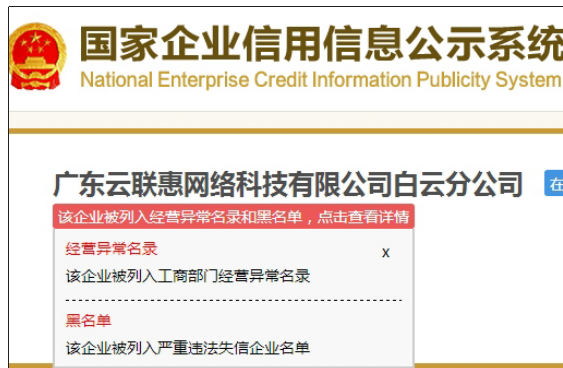 国家企业信用信息公示系统
National Enterprise Credit Information Publicity System
广东云联惠网络科技有限公司白云分公司 在
该企业被列入经营异常名录和黑名单，点击查看详情
经营异常名录 x
该企业被列入工商部门经营异常名录
黑名单
该企业被列入严重违法失信企业名单